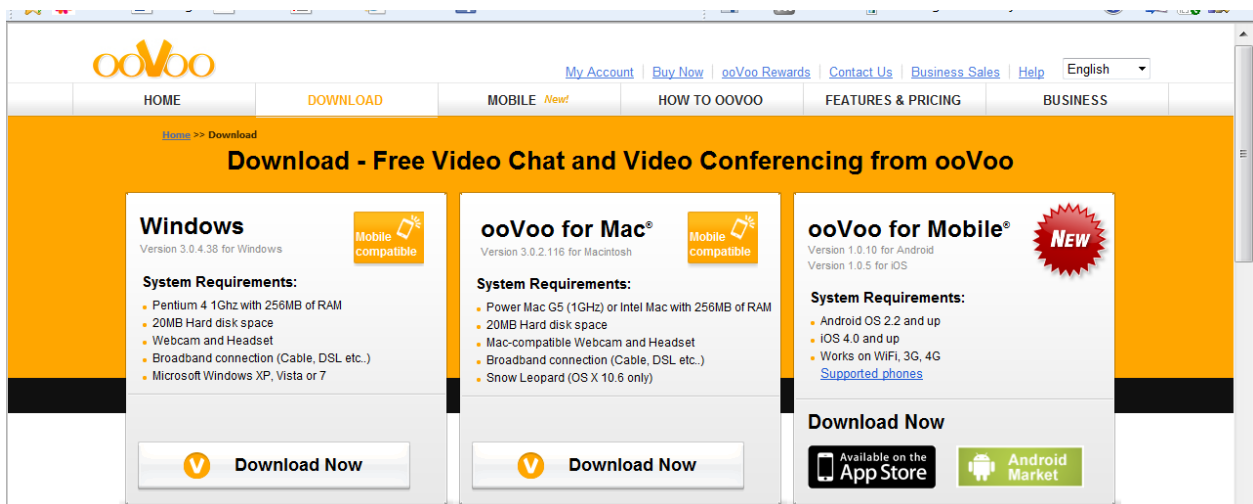 ooVoo
My Account | Buy Now | ooVoo Rewards | Contact Us | Business Sales | Help English
HOME DOWNLOAD MOBILE New! HOW TO OOVOO FEATURES & PRICING BUSINESS
Home >> Download
Download - Free Video Chat and Video Conferencing from ooVoo
Windows
Version 3.0.4.38 for Windows
Mobile
compatible
System Requirements:
Pentium 4 1Ghz with 256MB of RAM
20MB Hard disk space
Webcam and Headset
Broadband connection (Cable, DSL etc..)
Microsoft Windows XP, Vista or 7
Download Now
ooVoo for Mac®
Version 3.0.2.116 for Macintosh
Mobile
compatible
System Requirements:
Power Mac G5 (1GHz) or Intel Mac with 256MB of RAM
20MB Hard disk space
Mac-compatible Webcam and Headset
Broadband connection (Cable, DSL etc..)
Snow Leopard (OS X 10.6 only)
Download Now
ooVoo for Mobile®
Version 1.0.10 for Android
Version 1.0.5 for iOS
NEW
System Requirements:
Android OS 2.2 and up
iOS 4.0 and up
Works on WiFi, 3G, 4G
Supported phones
Download Now
Available on the
App Store
Android
Market